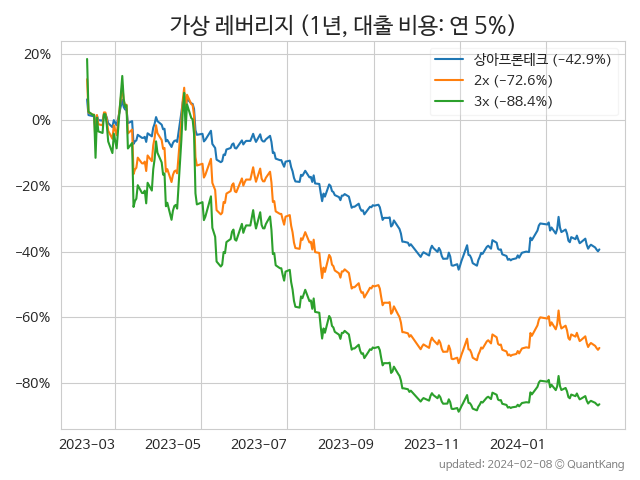 가상 레버리지 (1년, 대출 비용: 연 5%)
상아프론테크 (−42.9%)
2x (−72.6%)
3x (−88.4%)
20%
0%
−20%
−40%
−60%
−80%
2023-03 2023-05 2023-07 2023-09 2023-11 2024-01
updated: 2024-02-08 © QuantKang